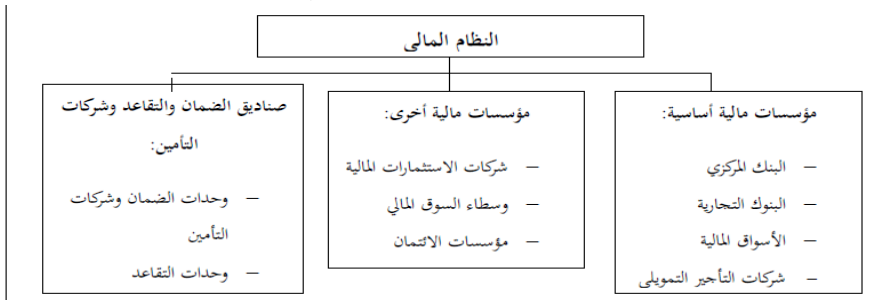 النظام المالي
مؤسسات مالية أساسية:
– البنك المركزي
– البنوك التجارية
– الأسواق المالية
– شركات التأجير التمويلي
مؤسسات مالية أخرى:
– شركات الاستثمارات المالية
– وسطاء السوق المالي
– مؤسسات الائتمان
صناديق الضمان والتقاعد وشركات
التأمين:
– وحدات الضمان وشركات
التأمين
– وحدات التقاعد